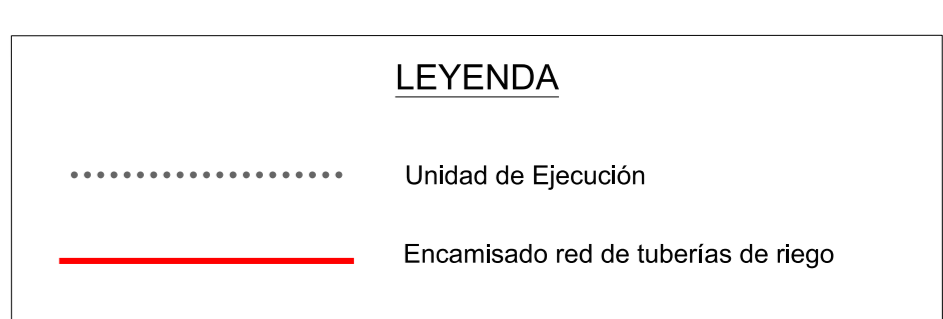 LEYENDA
Unidad de Ejecución
Encamisado red de tuberías de riego